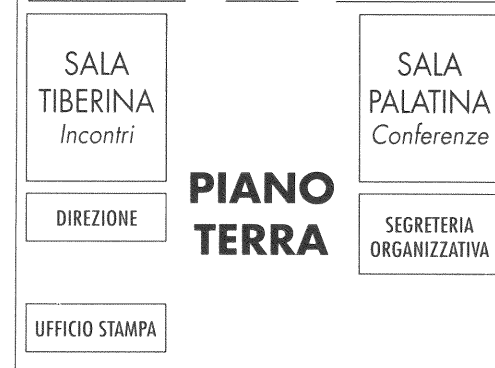 SALA
TIBERINA
Incontri
SALA
PALATINA
Conferenze
PIANO
TERRA
DIREZIONE
SEGRETERIA
ORGANIZZATIVA
UFFICIO STAMPA